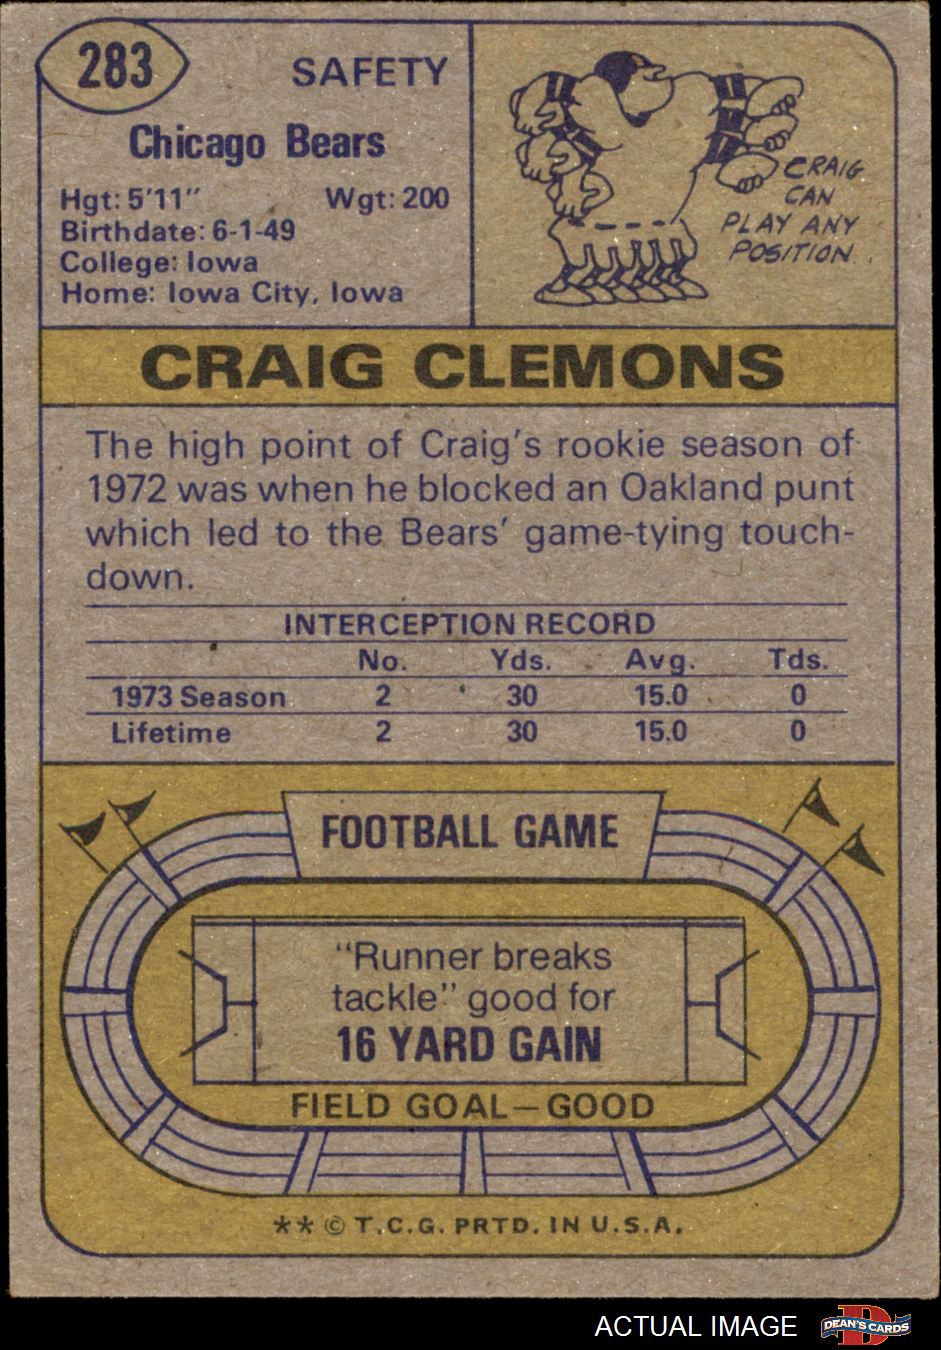 283
SAFETY
Chicago Bears
Hgt: 5'11" Wgt: 200
Birthdate: 6-1-49
College: Iowa
Home: Iowa City, Iowa
CRAIG
CAN
PLAY ANY
POSITION..
CRAIG CLEMONS
The high point of Craig's rookie season of
1972 was when he blocked an Oakland punt
which led to the Bears' game-tying touch-
down.
INTERCEPTION RECORD
No. Yds. Avg. Tds.
1973 Season 2 30 15.0 0
Lifetime 2 30 15.0 0
FOOTBALL GAME
"Runner breaks
tackle" good for
16 YARD GAIN
FIELD GOAL—GOOD
**© T.C.G. PRTD. IN U.S.A.
ACTUAL IMAGE
D
DEAN'S CARDS